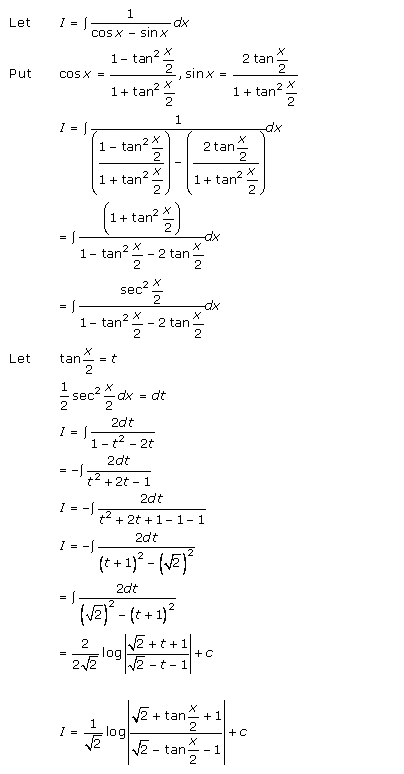 Let I = ∫ 1/(cos x − sin x) dx
Put cos x = (1 − tan² x/2)/(1 + tan² x/2), sin x = (2 tan x/2)/(1 + tan² x/2)
I = ∫ 1/(((1 − tan² x/2)/(1 + tan² x/2)) − ((2 tan x/2)/(1 + tan² x/2))) dx
= ∫ (1 + tan² x/2)/(1 − tan² x/2 − 2 tan x/2) dx
= ∫ (sec² x/2)/(1 − tan² x/2 − 2 tan x/2) dx
Let tan x/2 = t
1/2 sec² x/2 dx = dt
I = ∫ 2dt/(1 − t² − 2t)
= −∫ 2dt/(t² + 2t − 1)
I = −∫ 2dt/(t² + 2t + 1 − 1 − 1)
I = −∫ 2dt/((t + 1)² − (√2)²)
= ∫ 2dt/((√2)² − (t + 1)²)
= 2/(2√2) log |(√2 + t + 1)/(√2 − t − 1)| + c
I = 1/√2 log |(√2 + tan x/2 + 1)/(√2 − tan x/2 − 1)| + c